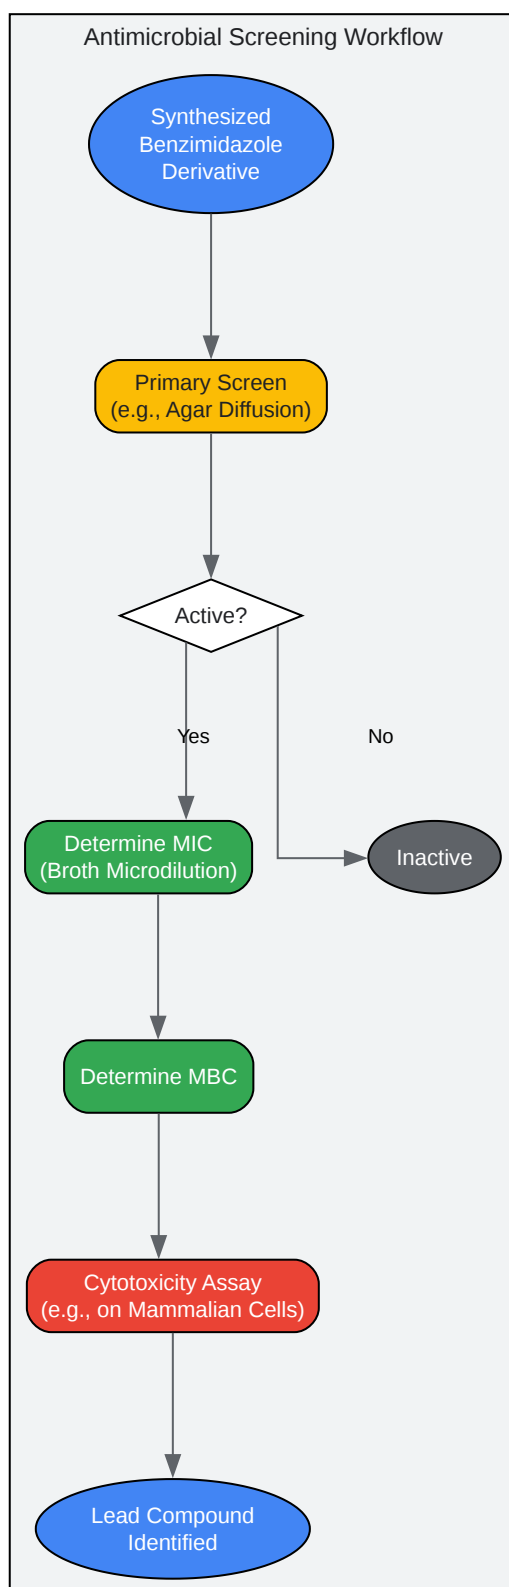 Antimicrobial Screening Workflow
Synthesized
Benzimidazole
Derivative
Primary Screen
(e.g., Agar Diffusion)
Active?
Yes
No
Determine MIC
(Broth Microdilution)
Inactive
Determine MBC
Cytotoxicity Assay
(e.g., on Mammalian Cells)
Lead Compound
Identified